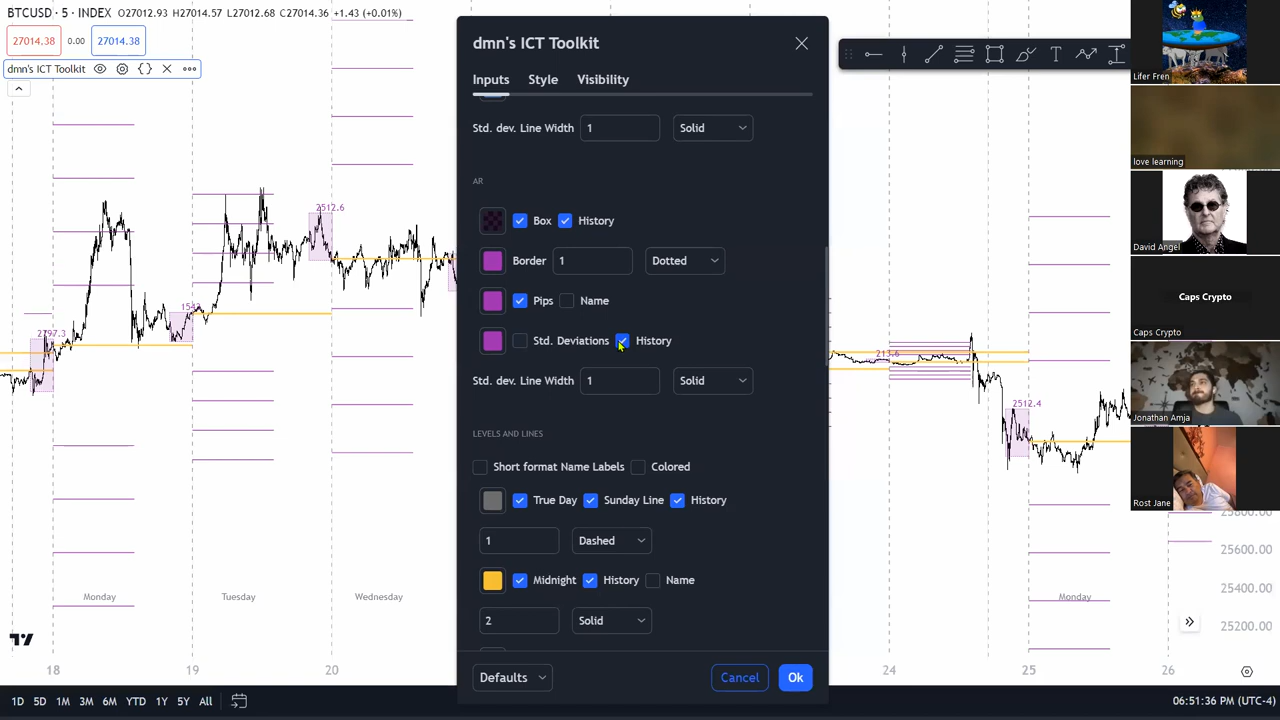 BTCUSD · 5 · INDEX O27012.93 H27014.57 L27012.68 C27014.36 +1.43 (+0.01%)
27014.38 0.00 27014.38
dmn's ICT Toolkit
2797.3
1543
2512.6
213.6
2512.4
Monday
Tuesday
Wednesday
Monday
18
19
20
24
25
26
25800.00
25600.00
25400.00
25200.00
dmn's ICT Toolkit
Inputs Style Visibility
Std. dev. Line Width 1 Solid
AR
Box History
Border 1 Dotted
Pips Name
Std. Deviations History
Std. dev. Line Width 1 Solid
LEVELS AND LINES
Short format Name Labels Colored
True Day Sunday Line History
1 Dashed
Midnight History Name
2 Solid
Defaults Cancel Ok
1D 5D 1M 3M 6M YTD 1Y 5Y All
06:51:36 PM (UTC-4)
Lifer Fren
love learning
David Angel
Caps Crypto
Caps Crypto
Jonathan Amja
Rost Jane